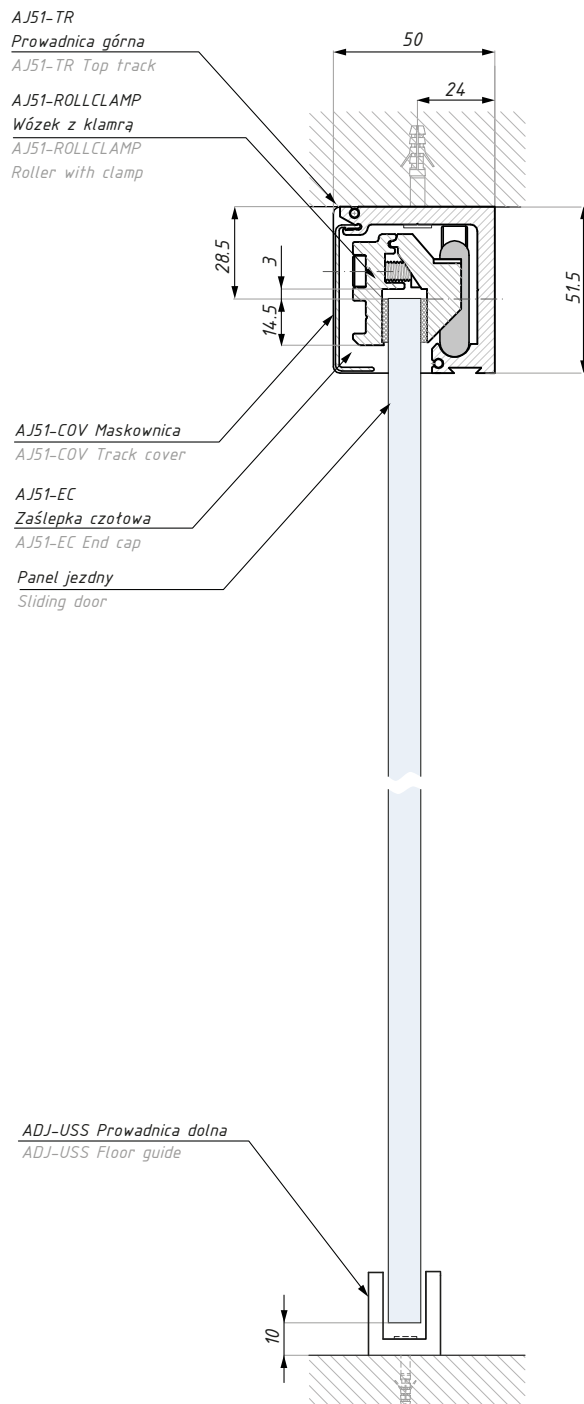 AJ51-TR
Prowadnica górna
AJ51-TR Top track
AJ51-ROLLCLAMP
Wózek z klamrą
AJ51-ROLLCLAMP
Roller with clamp
50
24
28.5
3
14.5
51.5
AJ51-COV Maskownica
AJ51-COV Track cover
AJ51-EC
Zaślepka czołowa
AJ51-EC End cap
Panel jezdny
Sliding door
ADJ-USS Prowadnica dolna
ADJ-USS Floor guide
10